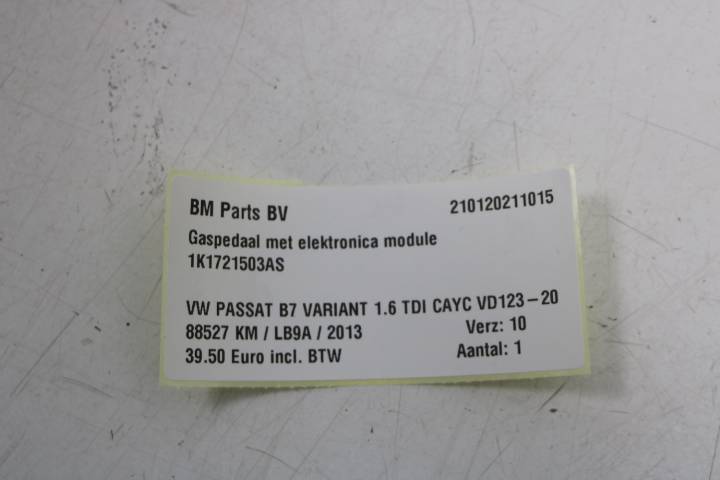 BM Parts BV 210120211015
Gaspedaal met elektronica module
1K1721503AS
VW PASSAT B7 VARIANT 1.6 TDI CAYC VD123-20
88527 KM / LB9A / 2013 Verz: 10
39.50 Euro incl. BTW Aantal: 1